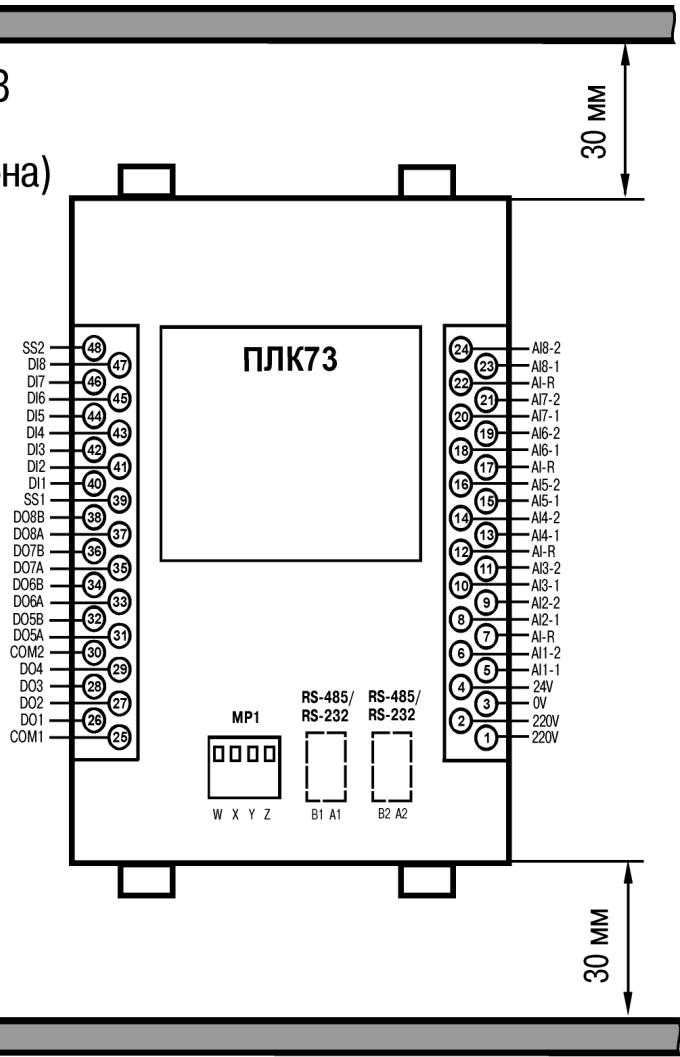 3
на)
30 мм
ПЛК73
SS2 48
DI8 47
DI7 46
DI6 45
DI5 44
DI4 43
DI3 42
DI2 41
DI1 40
SS1 39
DO8B 38
DO8A 37
DO7B 36
DO7A 35
DO6B 34
DO6A 33
DO5B 32
DO5A 31
COM2 30
DO4 29
DO3 28
DO2 27
DO1 26
COM1 25
24 AI8-2
23 AI8-1
22 AI-R
21 AI7-2
20 AI7-1
19 AI6-2
18 AI6-1
17 AI-R
16 AI5-2
15 AI5-1
14 AI4-2
13 AI4-1
12 AI-R
11 AI3-2
10 AI3-1
9 AI2-2
8 AI2-1
7 AI-R
6 AI1-2
5 AI1-1
4 24V
3 0V
2 220V
1 220V
MP1
W X Y Z
RS-485/
RS-232
B1 A1
RS-485/
RS-232
B2 A2
30 мм